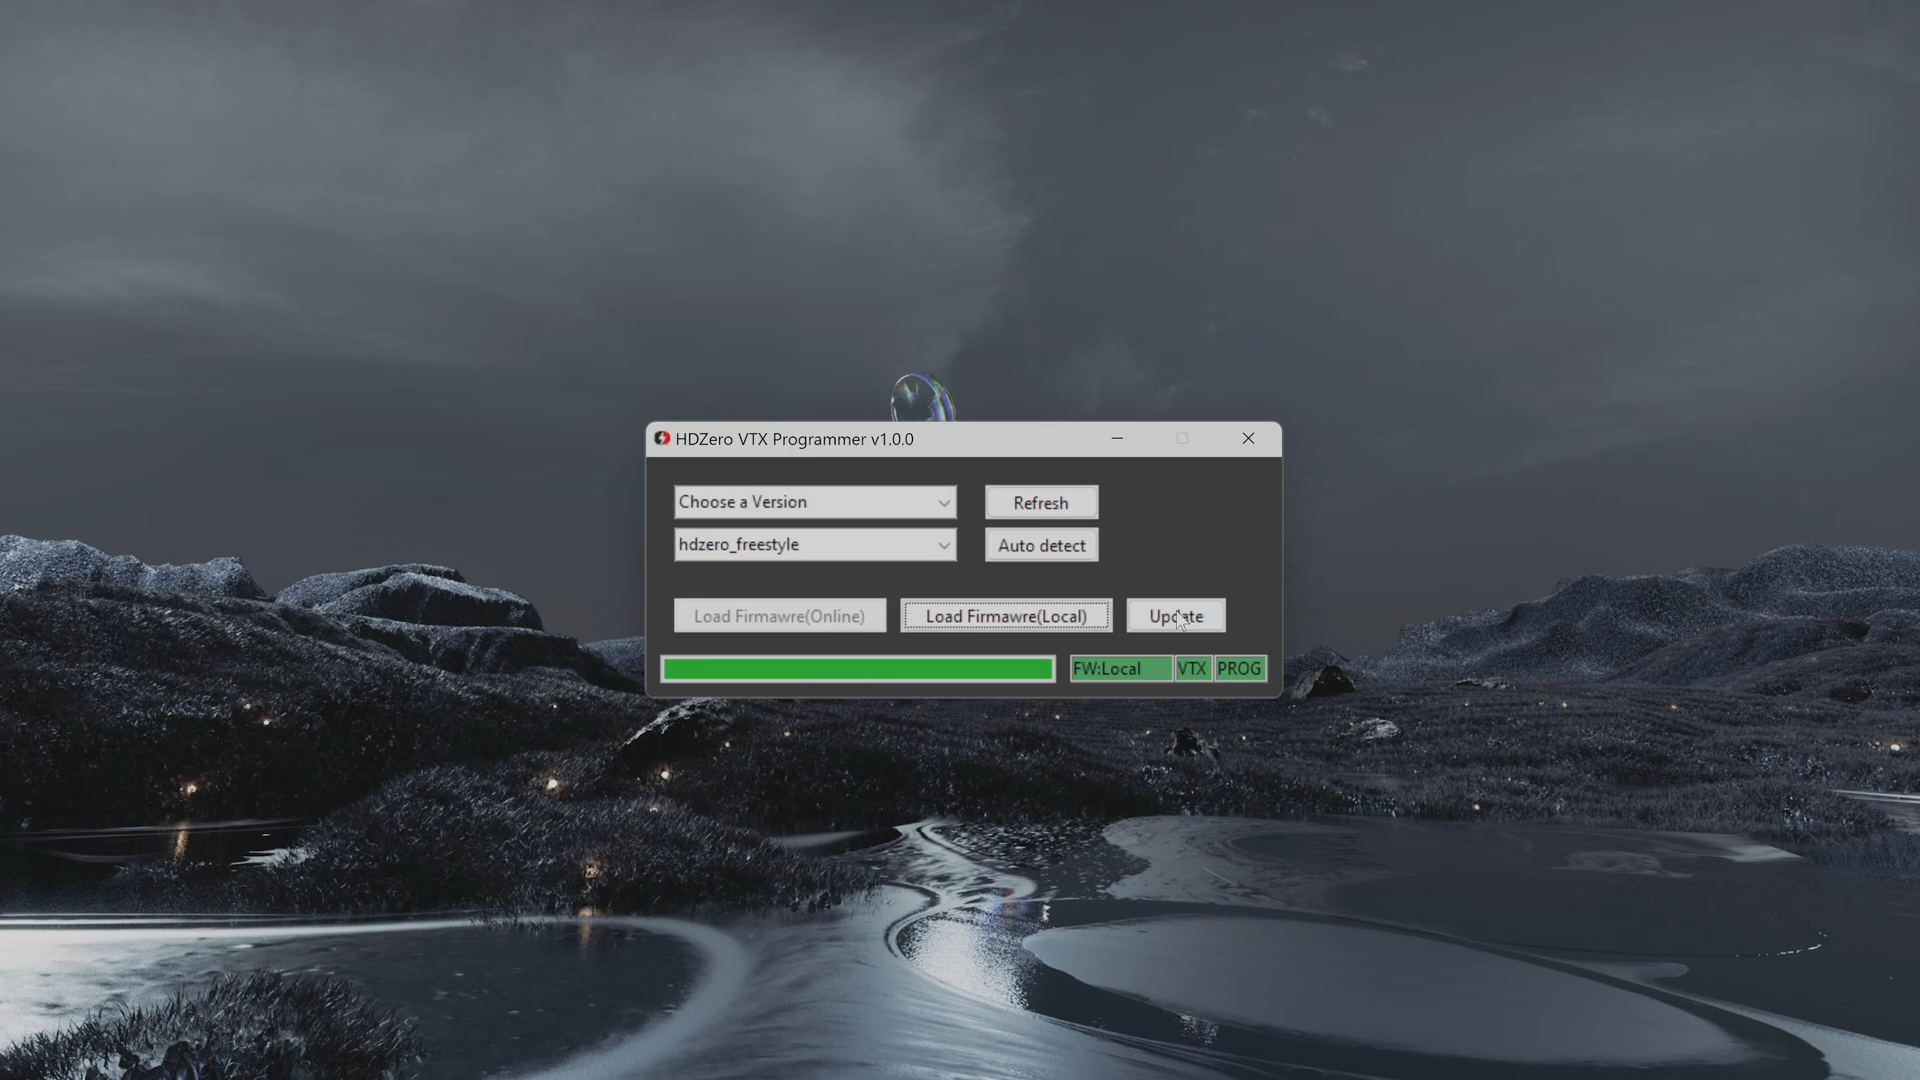 HDZero VTX Programmer v1.0.0
Choose a Version
Refresh
hdzero_freestyle
Auto detect
Load Firmawre(Online)
Load Firmawre(Local)
Update
FW:Local
VTX
PROG